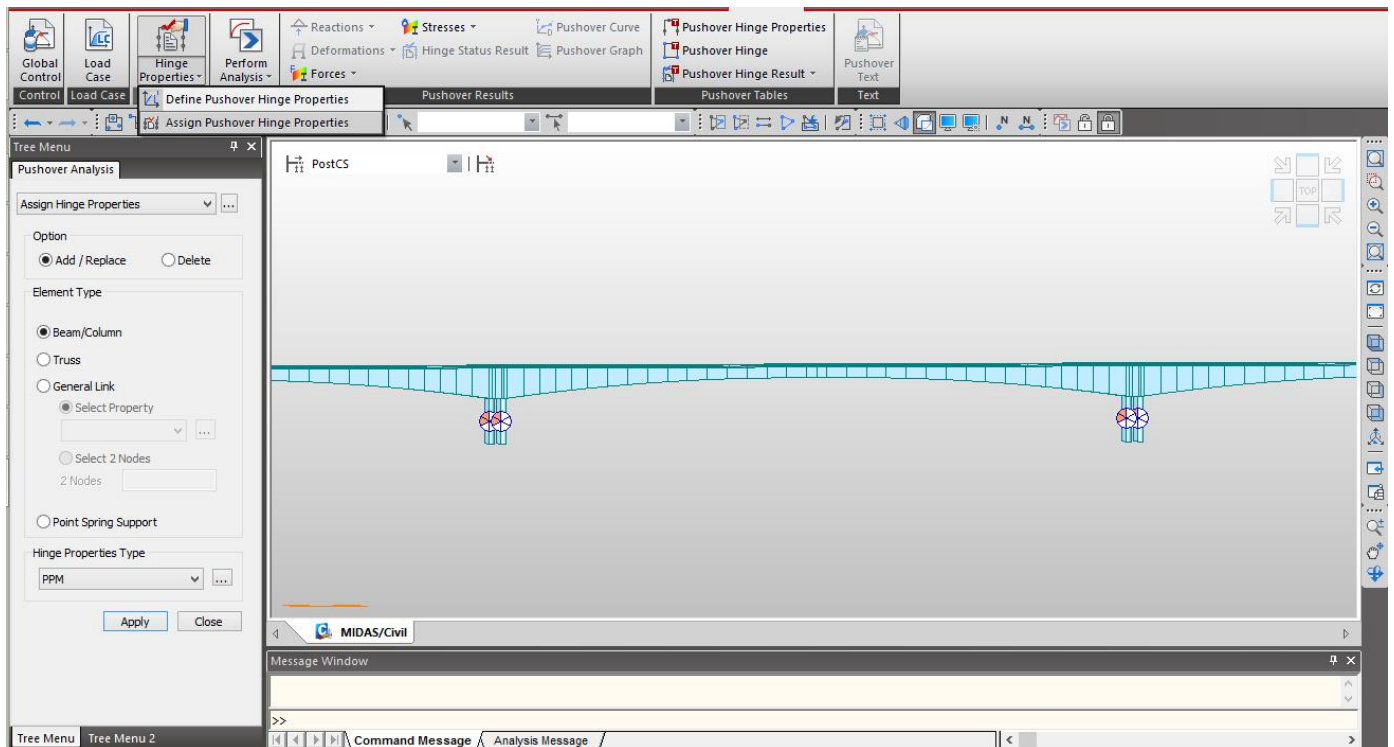 Global Control
Load Case
Hinge Properties
Perform Analysis
Reactions
Deformations
Forces
Stresses
Hinge Status Result
Pushover Curve
Pushover Graph
Pushover Hinge Properties
Pushover Hinge
Pushover Hinge Result
Pushover Text
Control
Load Case
Pushover Results
Pushover Tables
Text
Define Pushover Hinge Properties
Assign Pushover Hinge Properties
Tree Menu
Pushover Analysis
Assign Hinge Properties
...
Option
Add / Replace
Delete
Element Type
Beam/Column
Truss
General Link
Select Property
...
Select 2 Nodes
2 Nodes
Point Spring Support
Hinge Properties Type
PPM
...
Apply
Close
Tree Menu
Tree Menu 2
PostCS
TOP
MIDAS/Civil
Message Window
>>
Command Message
Analysis Message